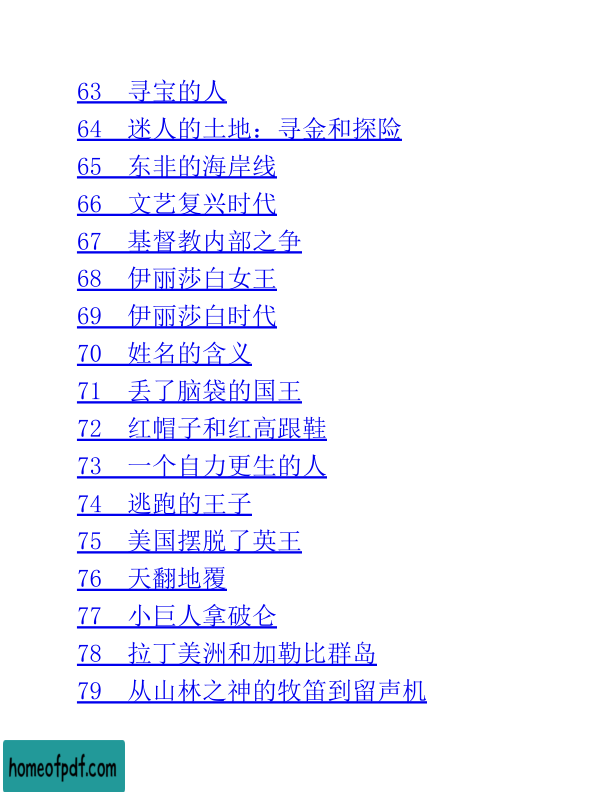 63 寻宝的人
64 迷人的土地：寻金和探险
65 东非的海岸线
66 文艺复兴时代
67 基督教内部之争
68 伊丽莎白女王
69 伊丽莎白时代
70 姓名的含义
71 丢了脑袋的国王
72 红帽子和红高跟鞋
73 一个自力更生的人
74 逃跑的王子
75 美国摆脱了英王
76 天翻地覆
77 小巨人拿破仑
78 拉丁美洲和加勒比群岛
79 从山林之神的牧笛到留声机
homeofpdf.com